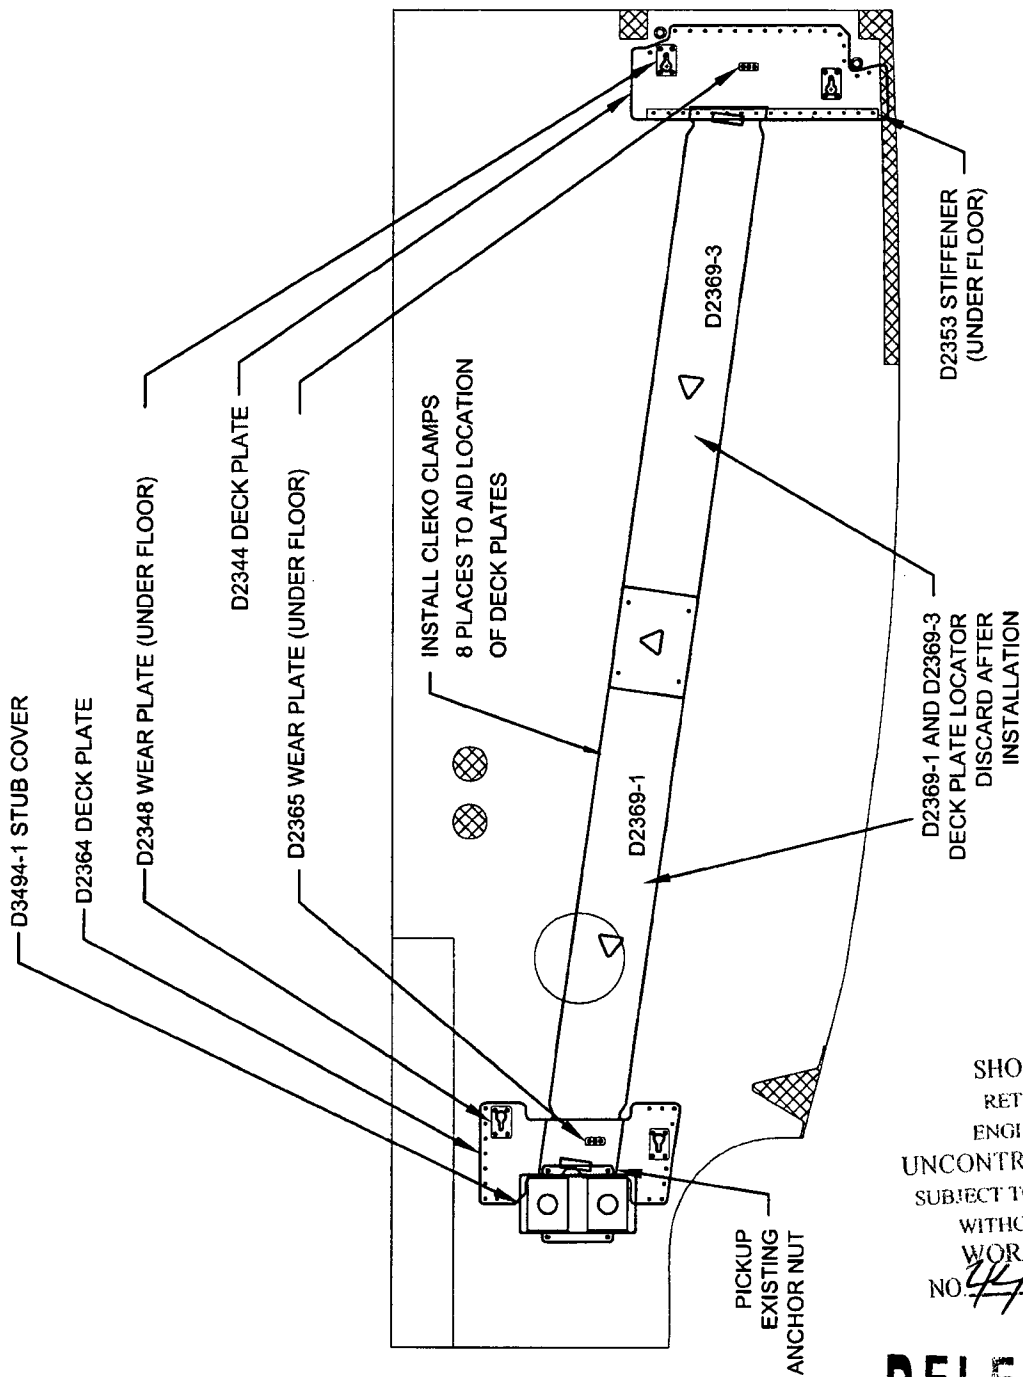 D3494-1 STUB COVER
D2364 DECK PLATE
D2348 WEAR PLATE (UNDER FLOOR)
D2344 DECK PLATE
D2365 WEAR PLATE (UNDER FLOOR)
INSTALL CLEKO CLAMPS
8 PLACES TO AID LOCATION
OF DECK PLATES
D2369-1
D2369-3
PICKUP
EXISTING
ANCHOR NUT
D2369-1 AND D2369-3
DECK PLATE LOCATOR
DISCARD AFTER
INSTALLATION
D2353 STIFFENER
(UNDER FLOOR)
SHO
RET
ENGI
UNCONTR
SUBJECT TO
WITHO
WOR
NO. 44